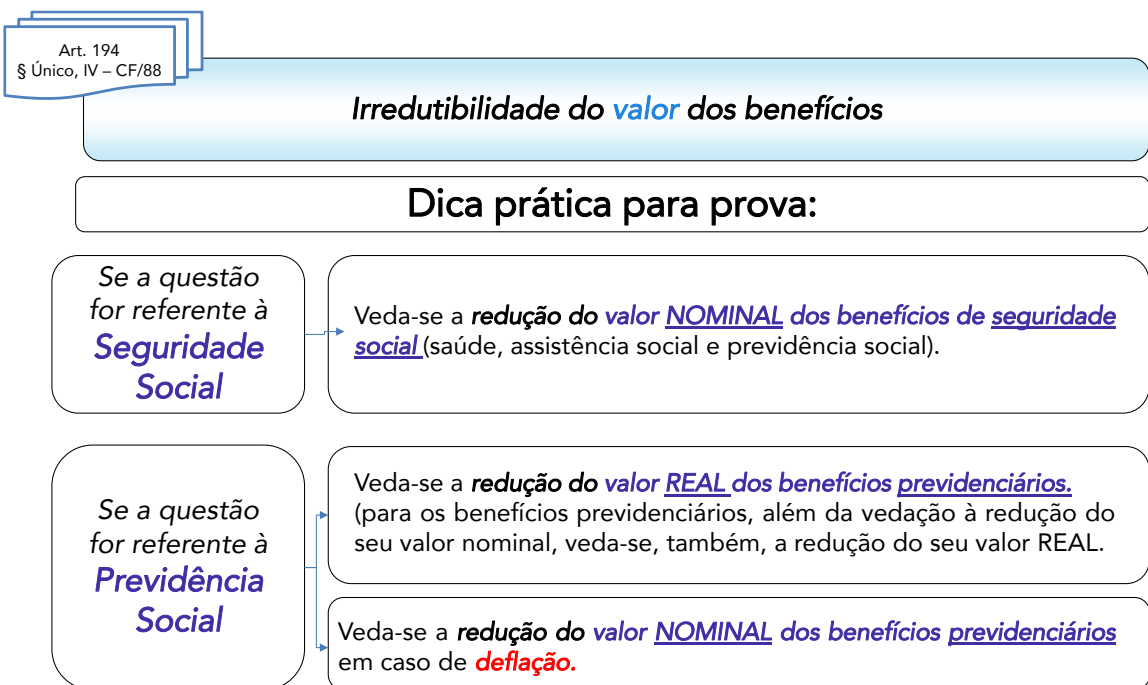 Art. 194
§ Único, IV – CF/88
Irredutibilidade do valor dos benefícios
Dica prática para prova:
Se a questão
for referente à
Seguridade
Social
Veda-se a redução do valor NOMINAL dos benefícios de seguridade
social (saúde, assistência social e previdência social).
Se a questão
for referente à
Previdência
Social
Veda-se a redução do valor REAL dos benefícios previdenciários.
(para os benefícios previdenciários, além da vedação à redução do
seu valor nominal, veda-se, também, a redução do seu valor REAL.
Veda-se a redução do valor NOMINAL dos benefícios previdenciários
em caso de deflação.